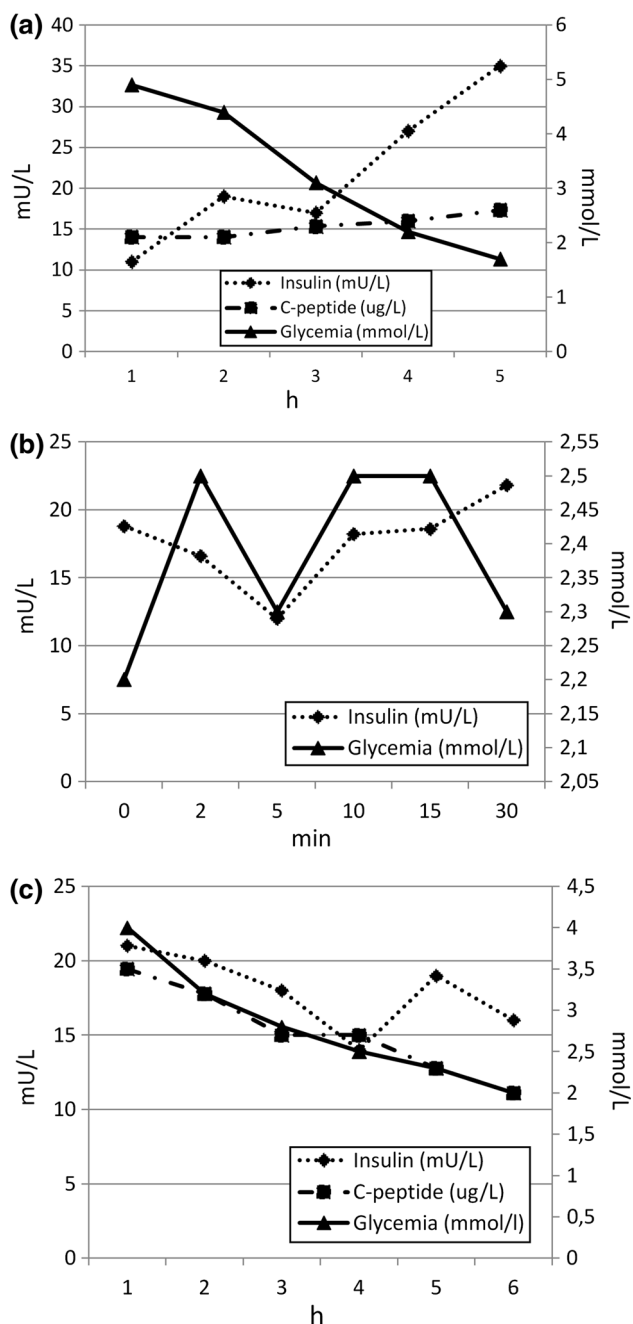 (a)
40
35
30
25
20
15
10
5
0
mU/L
6
5
4
3
2
1
0
mmol/L
Insulin (mU/L)
C-peptide (ug/L)
Glycemia (mmol/L)
1 2 3 4 5
h
(b)
25
20
15
10
5
0
mU/L
2,55
2,5
2,45
2,4
2,35
2,3
2,25
2,2
2,15
2,1
2,05
mmol/L
Insulin (mU/L)
Glycemia (mmol/L)
0 2 5 10 15 30
min
(c)
25
20
15
10
5
0
mU/L
4,5
4
3,5
3
2,5
2
1,5
1
0,5
0
mmol/L
Insulin (mU/L)
C-peptide (ug/L)
Glycemia (mmol/l)
1 2 3 4 5 6
h